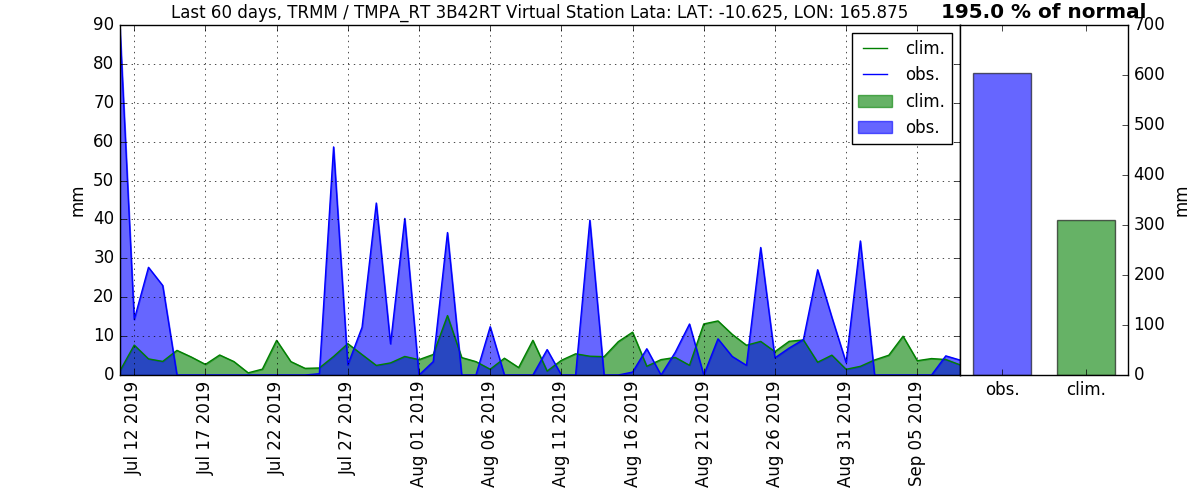 Last 60 days, TRMM / TMPA_RT 3B42RT Virtual Station Lata: LAT: -10.625, LON: 165.875
195.0 % of normal
mm
90
80
70
60
50
40
30
20
10
0
clim.
obs.
clim.
obs.
Jul 12 2019
Jul 17 2019
Jul 22 2019
Jul 27 2019
Aug 01 2019
Aug 06 2019
Aug 11 2019
Aug 16 2019
Aug 21 2019
Aug 26 2019
Aug 31 2019
Sep 05 2019
700
600
500
400
300
200
100
0
mm
obs.
clim.